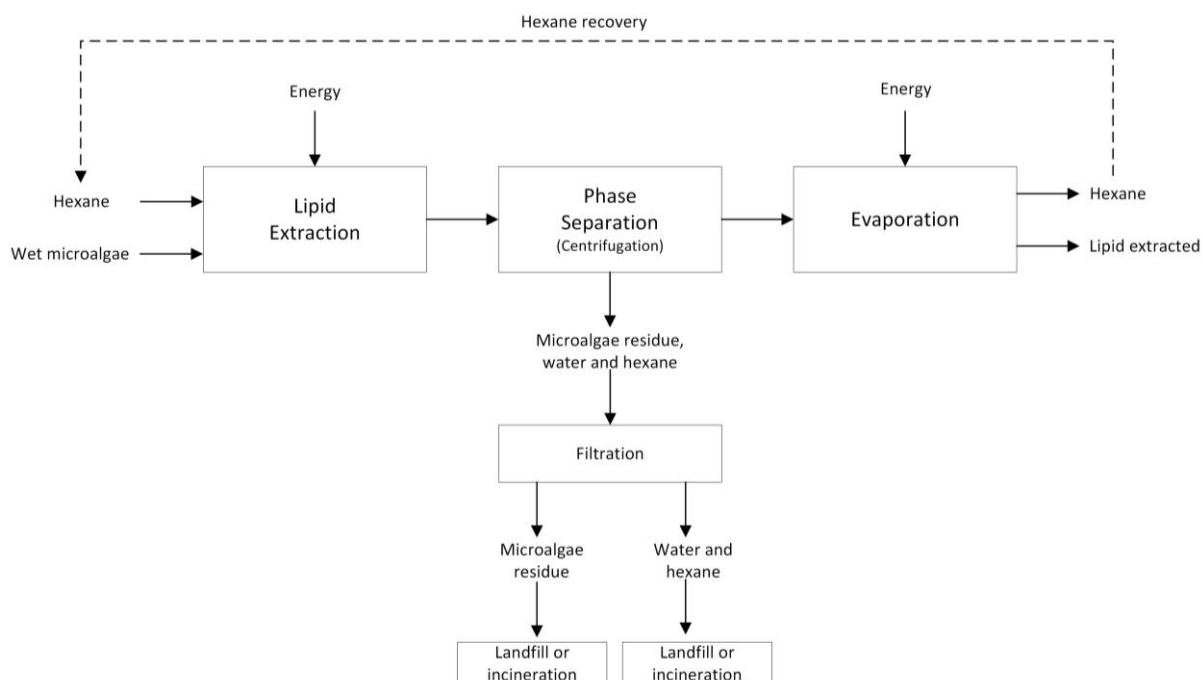 Hexane recovery
Energy
Energy
Hexane
Wet microalgae
Lipid
Extraction
Phase
Separation
(Centrifugation)
Evaporation
Hexane
Lipid extracted
Microalgae residue,
water and hexane
Filtration
Microalgae
residue
Water and
hexane
Landfill or
incineration
Landfill or
incineration